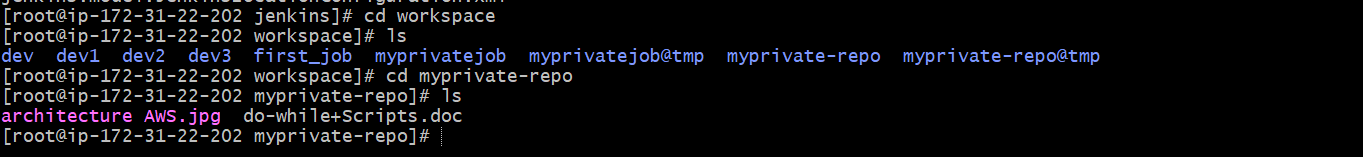 [root@ip-172-31-22-202 jenkins]# cd workspace
[root@ip-172-31-22-202 workspace]# ls
dev  dev1  dev2  dev3  first_job  myprivatejob  myprivatejob@tmp  myprivate-repo  myprivate-repo@tmp
[root@ip-172-31-22-202 workspace]# cd myprivate-repo
[root@ip-172-31-22-202 myprivate-repo]# ls
architecture AWS.jpg  do-while+Scripts.doc
[root@ip-172-31-22-202 myprivate-repo]#